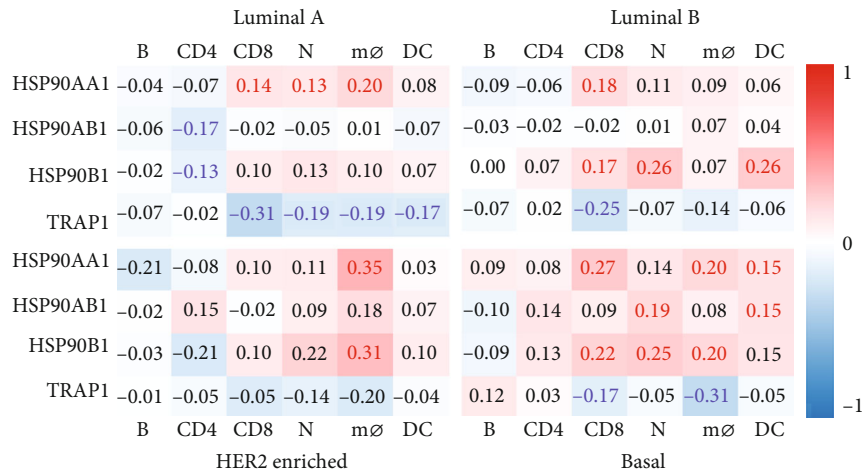 Luminal A Luminal B
B CD4 CD8 N mø DC B CD4 CD8 N mø DC
HSP90AA1 −0.04 −0.07 0.14 0.13 0.20 0.08 −0.09 −0.06 0.18 0.11 0.09 0.06 1
HSP90AB1 −0.06 −0.17 −0.02 −0.05 0.01 −0.07 −0.03 −0.02 −0.02 0.01 0.07 0.04
HSP90B1 −0.02 −0.13 0.10 0.13 0.10 0.07 0.00 0.07 0.17 0.26 0.07 0.26
TRAP1 −0.07 −0.02 −0.31 −0.19 −0.19 −0.17 −0.07 0.02 −0.25 −0.07 −0.14 −0.06
0
HSP90AA1 −0.21 −0.08 0.10 0.11 0.35 0.03 0.09 0.08 0.27 0.14 0.20 0.15
HSP90AB1 −0.02 0.15 −0.02 0.09 0.18 0.07 −0.10 0.14 0.09 0.19 0.08 0.15
HSP90B1 −0.03 −0.21 0.10 0.22 0.31 0.10 −0.09 0.13 0.22 0.25 0.20 0.15
TRAP1 −0.01 −0.05 −0.05 −0.14 −0.20 −0.04 0.12 0.03 −0.17 −0.05 −0.31 −0.05 −1
B CD4 CD8 N mø DC B CD4 CD8 N mø DC
HER2 enriched Basal